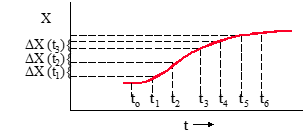 X
ΔX (t₃)
ΔX (t₂)
ΔX (t₁)
t₀ t₁ t₂ t₃ t₄ t₅ t₆
t →